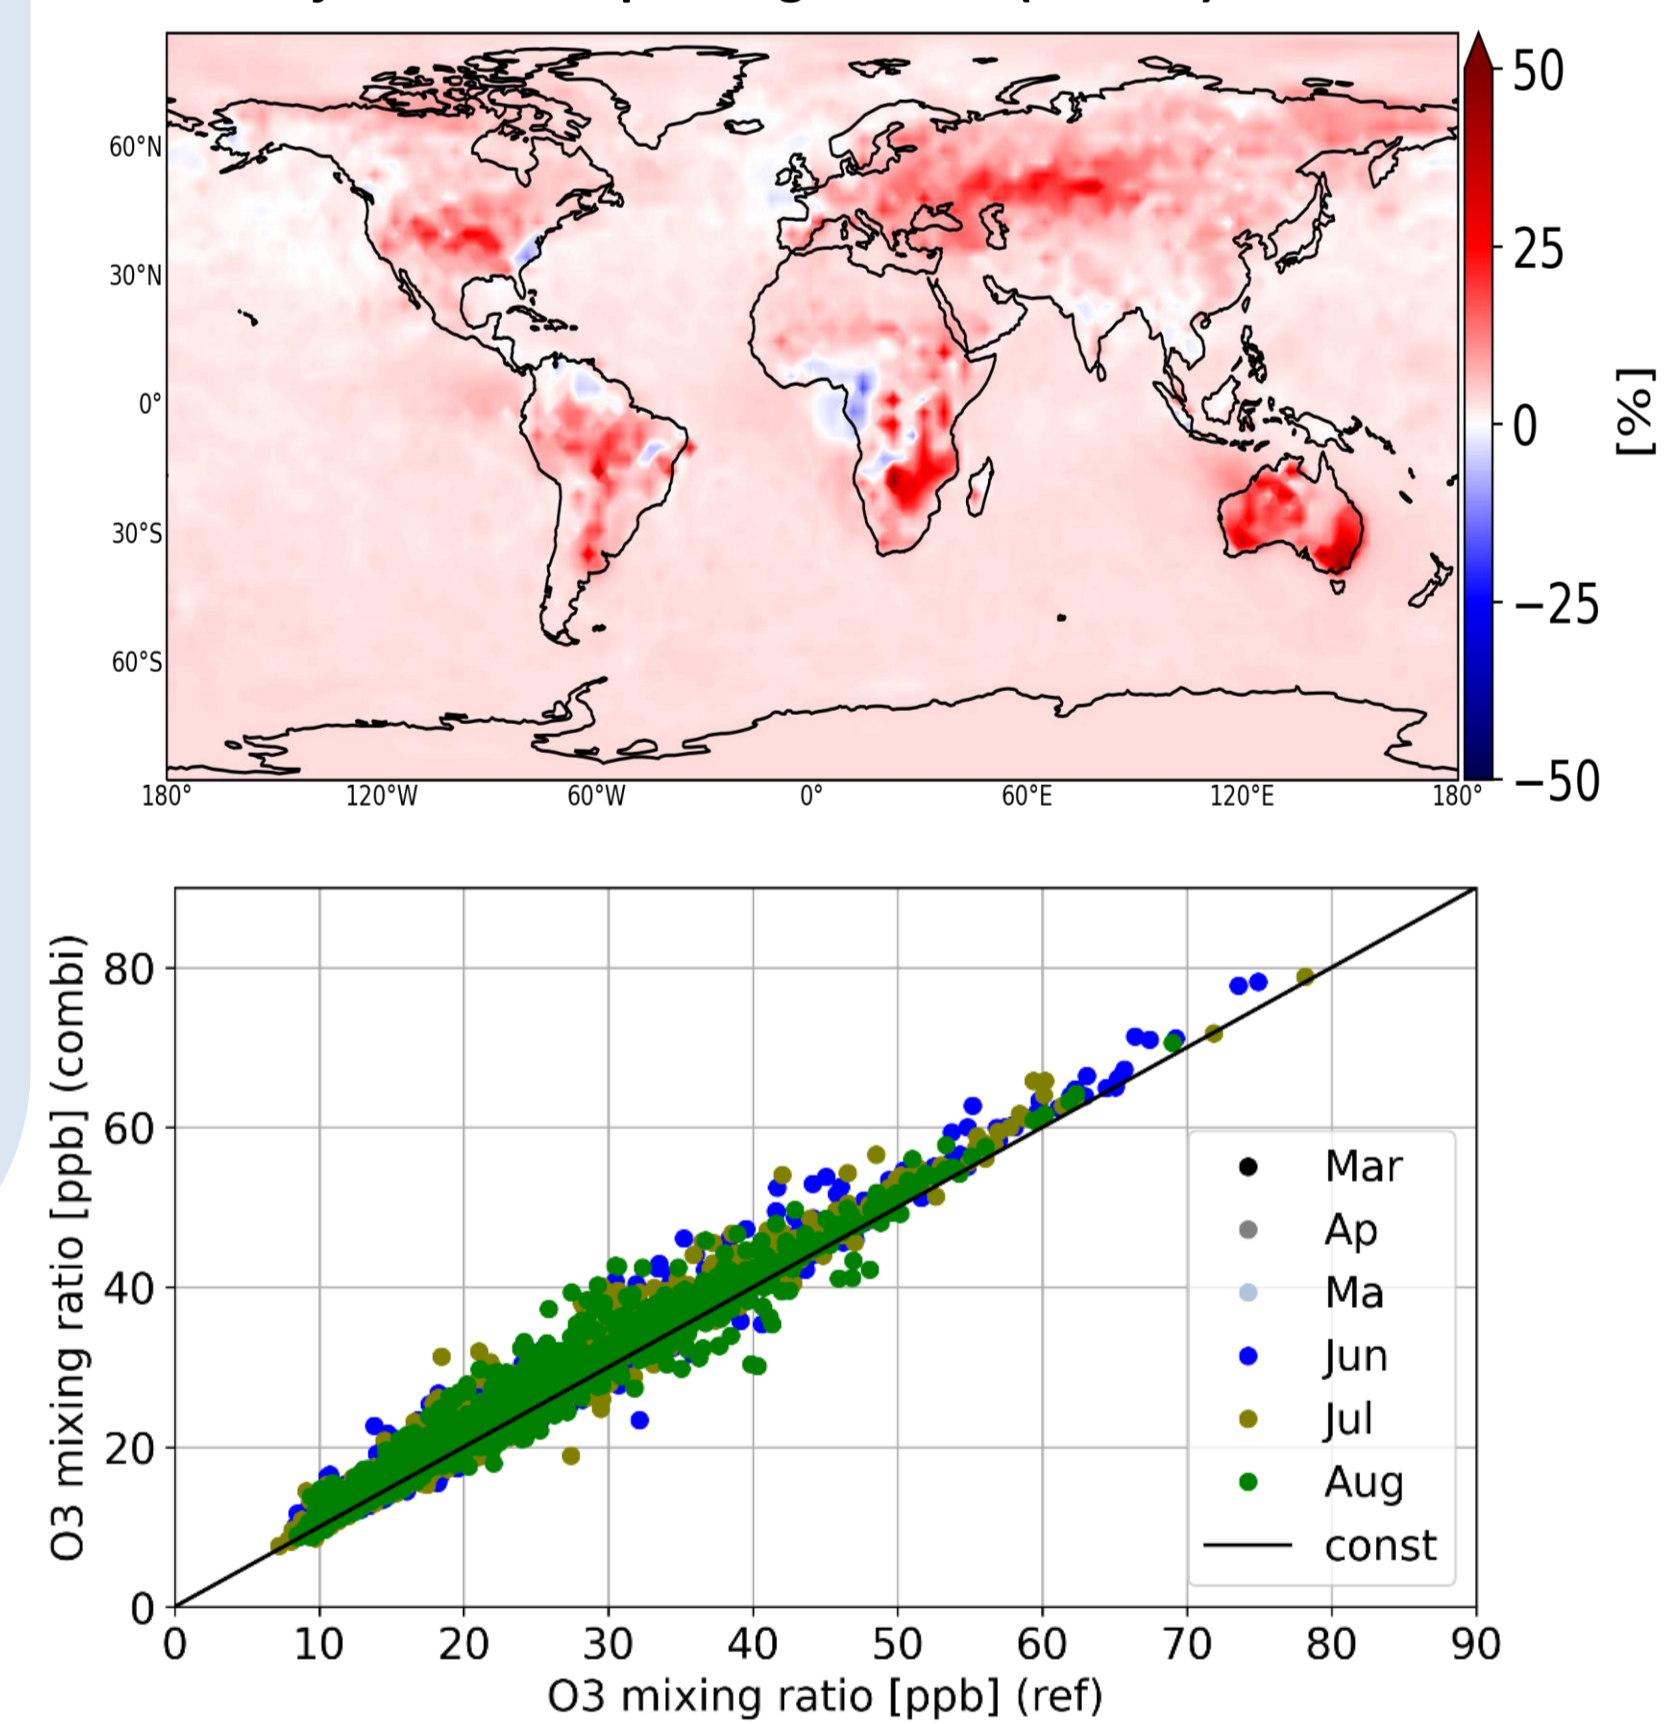 60°N
30°N
0°
30°S
60°S
180°
120°W
60°W
0°
60°E
120°E
180°
50
25
0
−25
−50
[%]
O3 mixing ratio [ppb] (combi)
80
60
40
20
0
0
10
20
30
40
50
60
70
80
90
O3 mixing ratio [ppb] (ref)
Mar
Ap
Ma
Jun
Jul
Aug
const